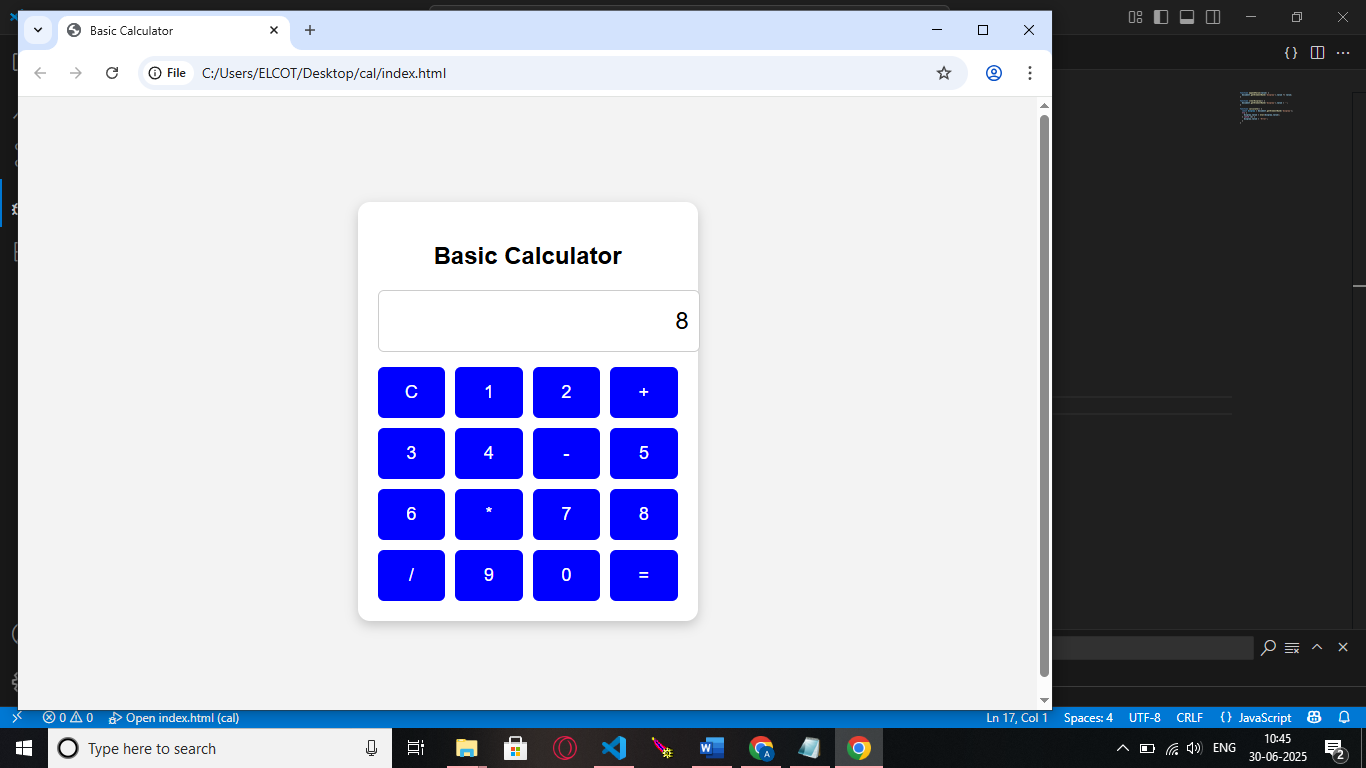 Basic Calculator
File C:/Users/ELCOT/Desktop/cal/index.html
Basic Calculator
8
C 1 2 +
3 4 - 5
6 * 7 8
/ 9 0 =
0 0 Open index.html (cal) Ln 17, Col 1 Spaces: 4 UTF-8 CRLF {} JavaScript
Type here to search ENG 10:45
30-06-2025 2